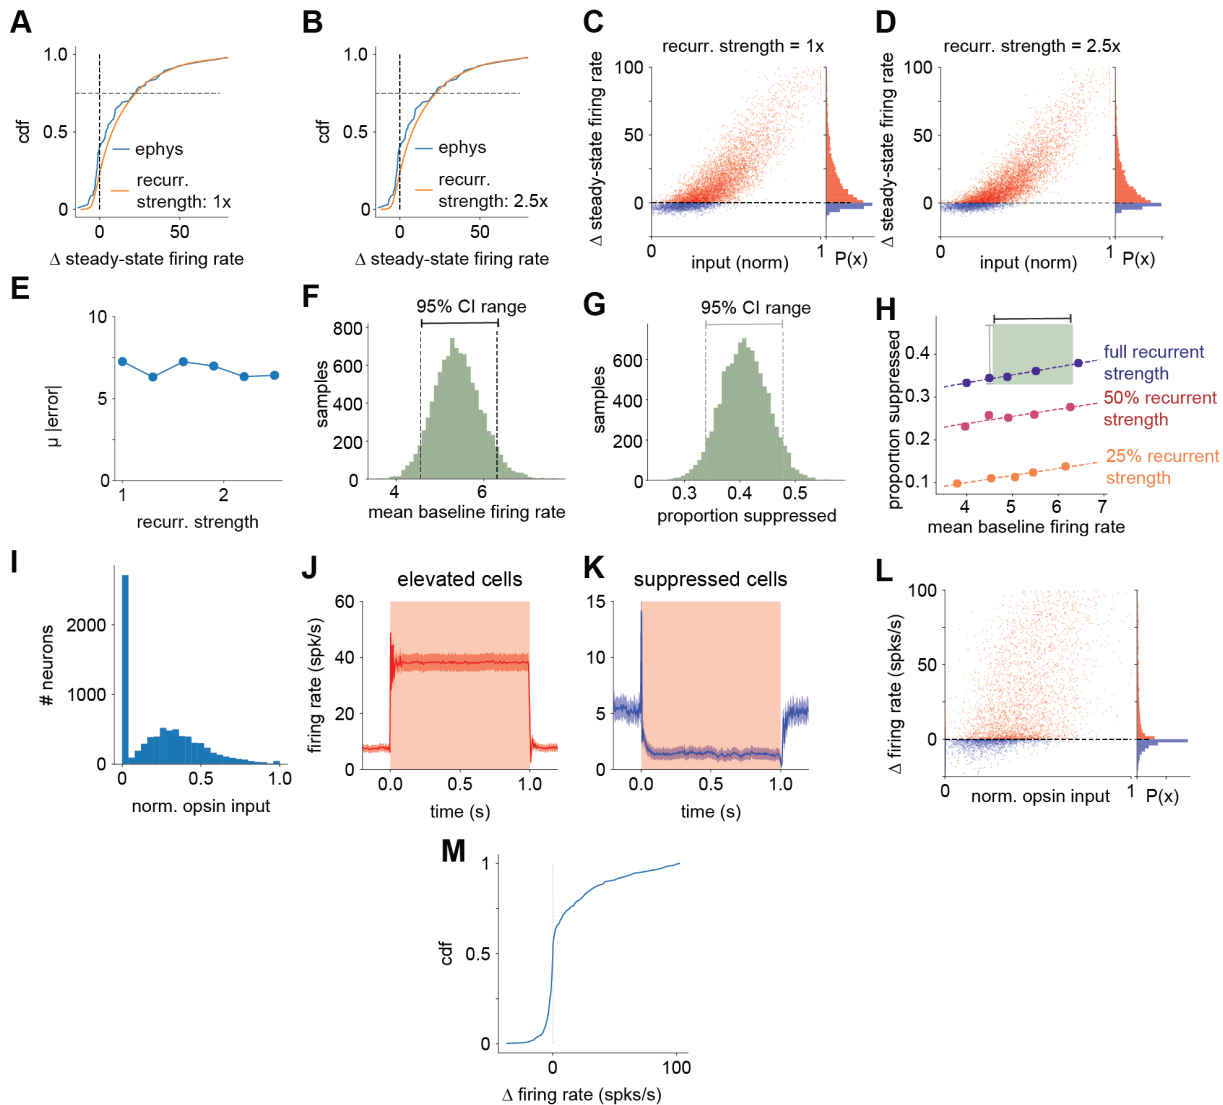 A
1.0
0.5
0
cdf
ephys
recurr.
strength: 1x
0
50
Δ steady-state firing rate
B
1.0
0.5
0
cdf
ephys
recurr.
strength: 2.5x
0
50
Δ steady-state firing rate
C
recurr. strength = 1x
Δ steady-state firing rate
100
50
0
0
1
input (norm)
P(x)
D
recurr. strength = 2.5x
Δ steady-state firing rate
100
50
0
0
1
input (norm)
P(x)
E
μ |error|
10
5
0
1
2
recurr. strength
F
95% CI range
samples
800
600
400
200
0
4
6
mean baseline firing rate
G
95% CI range
samples
600
400
200
0
0.3
0.4
0.5
proportion suppressed
H
proportion suppressed
0.4
0.3
0.2
0.1
full recurrent
strength
50% recurrent
strength
25% recurrent
strength
4
5
6
7
mean baseline firing rate
I
# neurons
2000
1000
0
0
0.5
1.0
norm. opsin input
J
elevated cells
firing rate (spk/s)
60
40
20
0
0.0
0.5
1.0
time (s)
K
suppressed cells
15
10
5
0
0.0
0.5
1.0
time (s)
L
Δ firing rate (spks/s)
100
50
0
0
1
norm. opsin input
P(x)
M
cdf
1
0.5
0
0
100
Δ firing rate (spks/s)